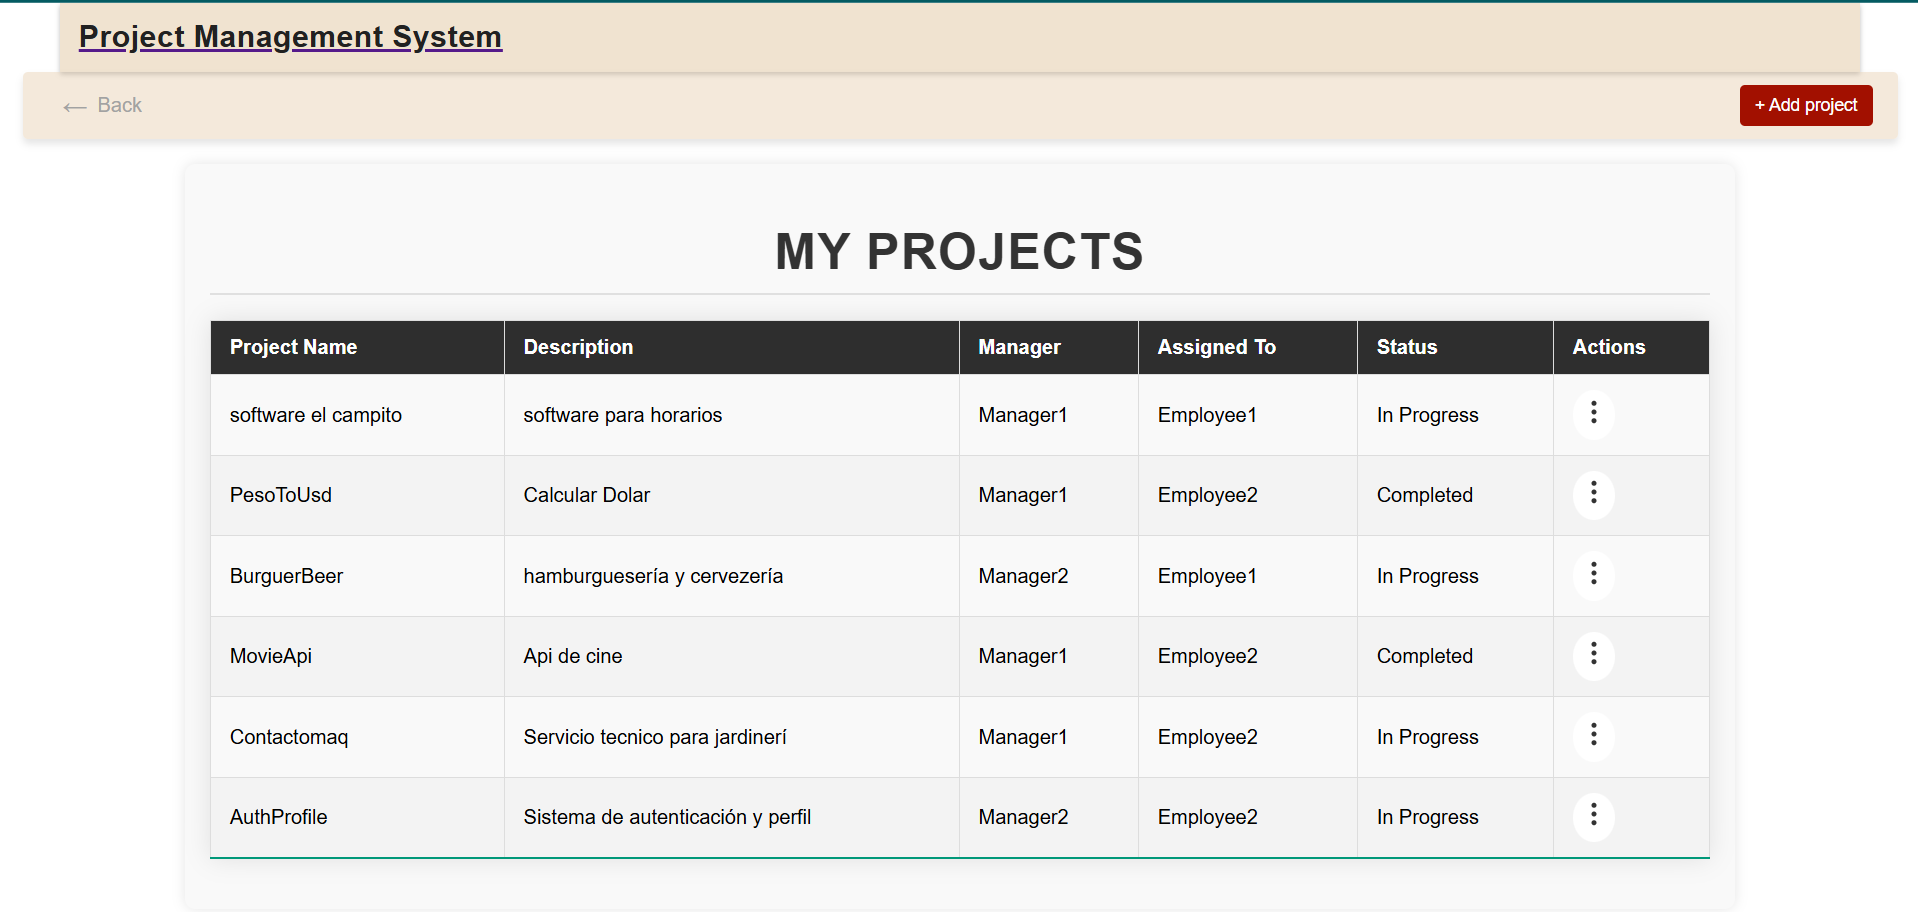 Project Management System
← Back
+ Add project
MY PROJECTS
Project Name Description Manager Assigned To Status Actions
software el campito software para horarios Manager1 Employee1 In Progress
PesoToUsd Calcular Dolar Manager1 Employee2 Completed
BurguerBeer hamburguesería y cervezería Manager2 Employee1 In Progress
MovieApi Api de cine Manager1 Employee2 Completed
Contactomaq Servicio tecnico para jardinerí Manager1 Employee2 In Progress
AuthProfile Sistema de autenticación y perfil Manager2 Employee2 In Progress